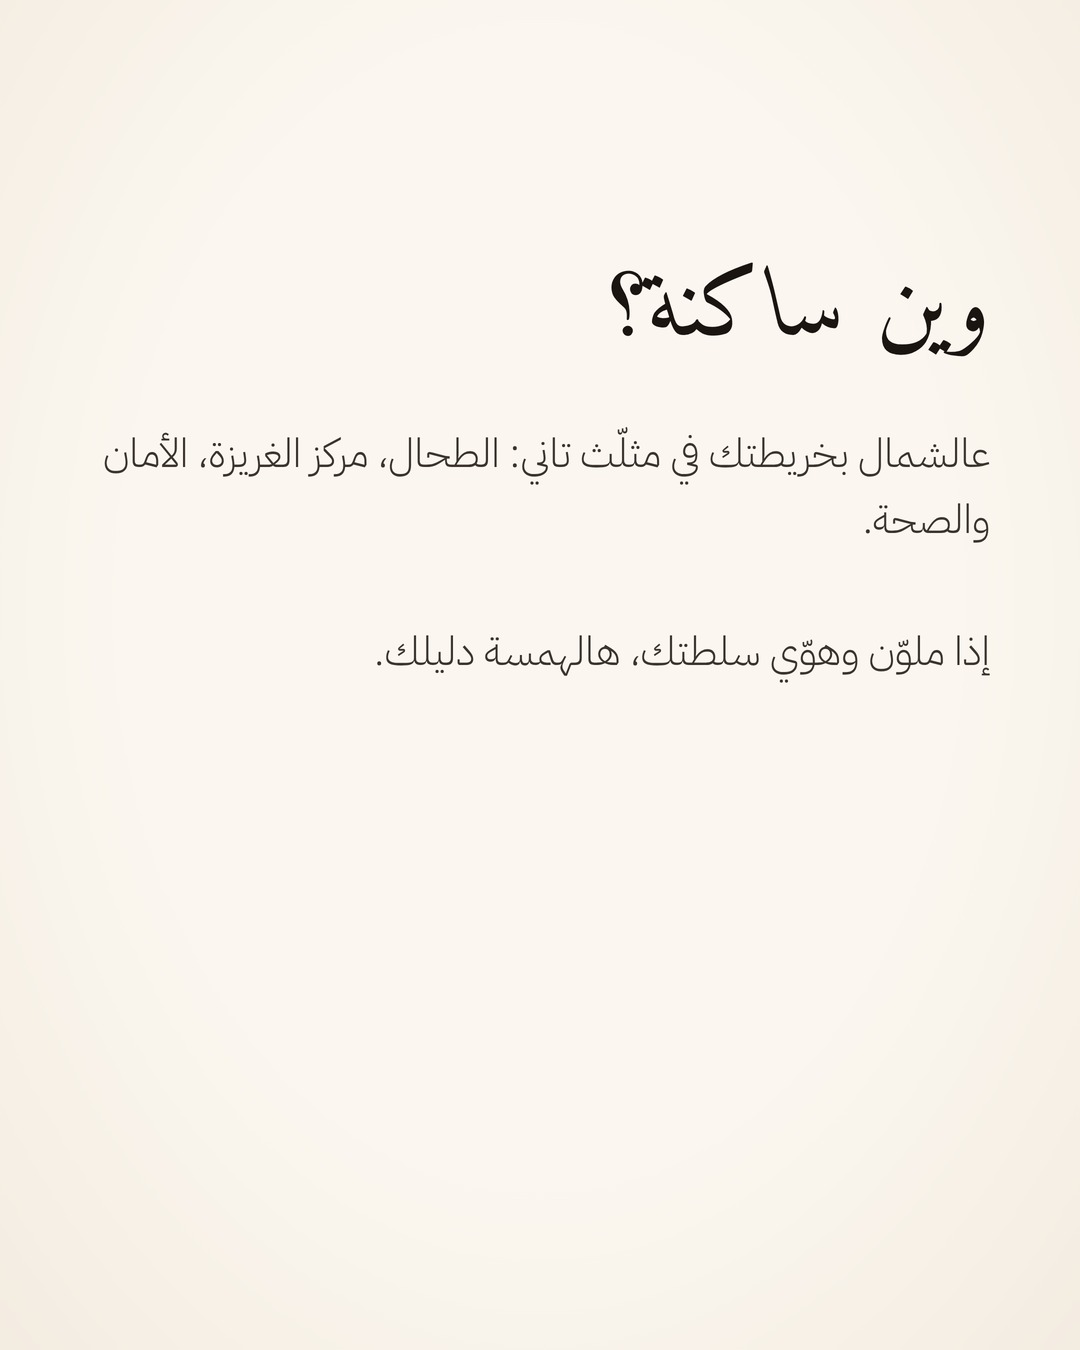 وين ساكنة؟
عالشمال بخريطتك في مثلّث تاني: الطحال، مركز الغريزة، الأمان
والصحة.
إذا ملوّن وهوّي سلطتك، هالهمسة دليلك.